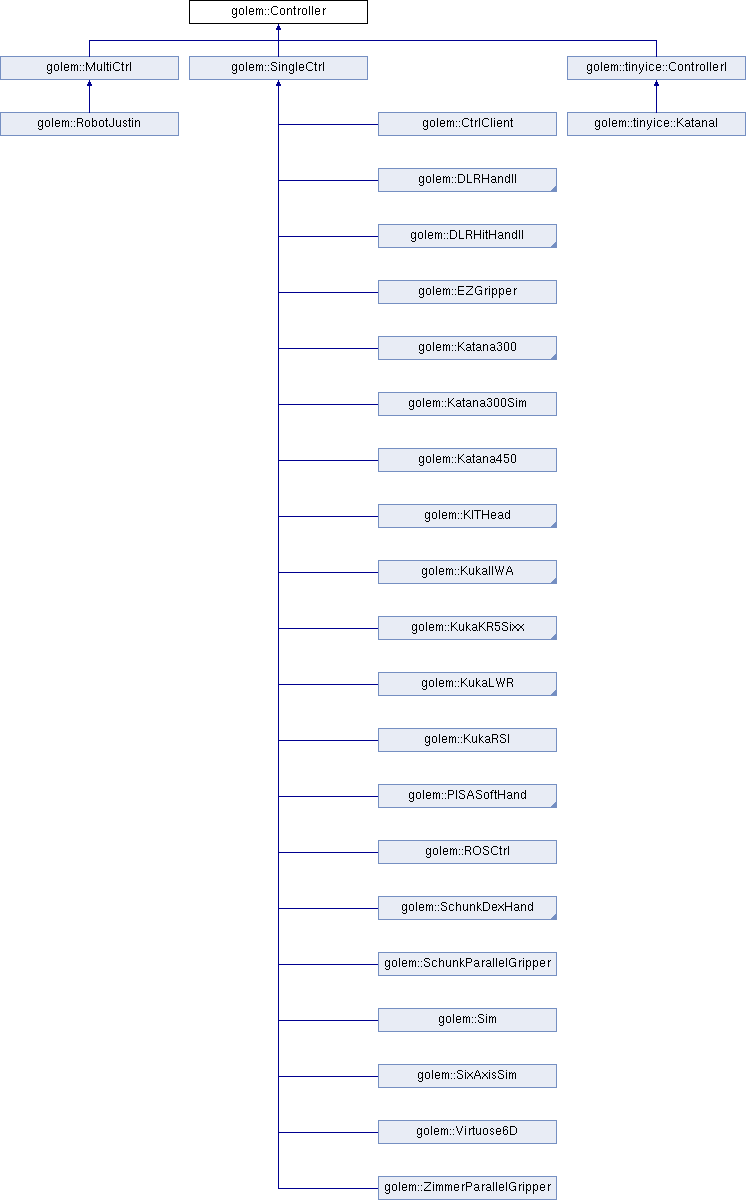 golem::Controller
golem::MultiCtrl
golem::SingleCtrl
golem::tinyice::ControllerI
golem::RobotJustin
golem::CtrlClient
golem::tinyice::KatanaI
golem::DLRHandII
golem::DLRHitHandII
golem::EZGripper
golem::Katana300
golem::Katana300Sim
golem::Katana450
golem::KITHead
golem::KukaIIWA
golem::KukaKR5Sixx
golem::KukaLWR
golem::KukaRSI
golem::PISASoftHand
golem::ROSCtrl
golem::SchunkDexHand
golem::SchunkParallelGripper
golem::Sim
golem::SixAxisSim
golem::Virtuose6D
golem::ZimmerParallelGripper